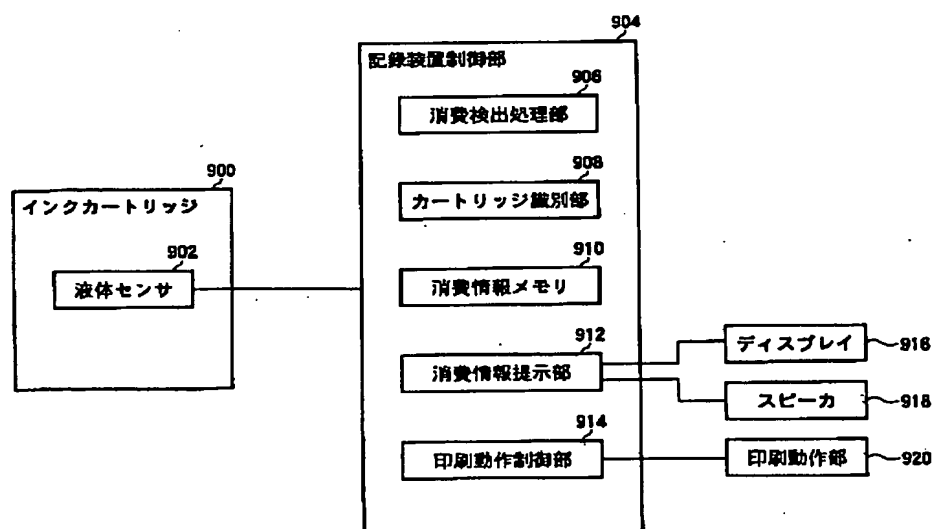 904
記録装置制御部
906
消費検出処理部
900
インクカートリッジ
908
カートリッジ識別部
902
液体センサ
910
消費情報メモリ
912
消費情報提示部
ディスプレイ
916
スピーカ
918
914
印刷動作制御部
印刷動作部
920